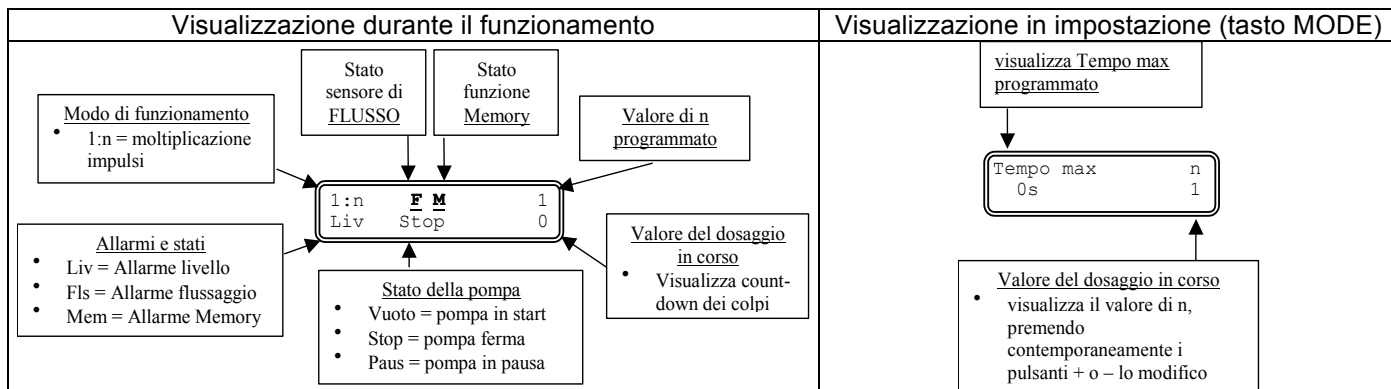 Visualizzazione durante il funzionamento
Visualizzazione in impostazione (tasto MODE)
Modo di funzionamento
• 1:n = moltiplicazione
impulsi
Stato
sensore di
FLUSSO
Stato
funzione
Memory
Valore di n
programmato
1:n F M 1
Liv Stop 0
Allarmi e stati
• Liv = Allarme livello
• Fls = Allarme flussaggio
• Mem = Allarme Memory
Stato della pompa
• Vuoto = pompa in start
• Stop = pompa ferma
• Paus = pompa in pausa
Valore del dosaggio
in corso
• Visualizza count-
down dei colpi
visualizza Tempo max
programmato
Tempo max n
0s 1
Valore del dosaggio in corso
• visualizza il valore di n,
premendo
contemporaneamente i
pulsanti + o – lo modifico